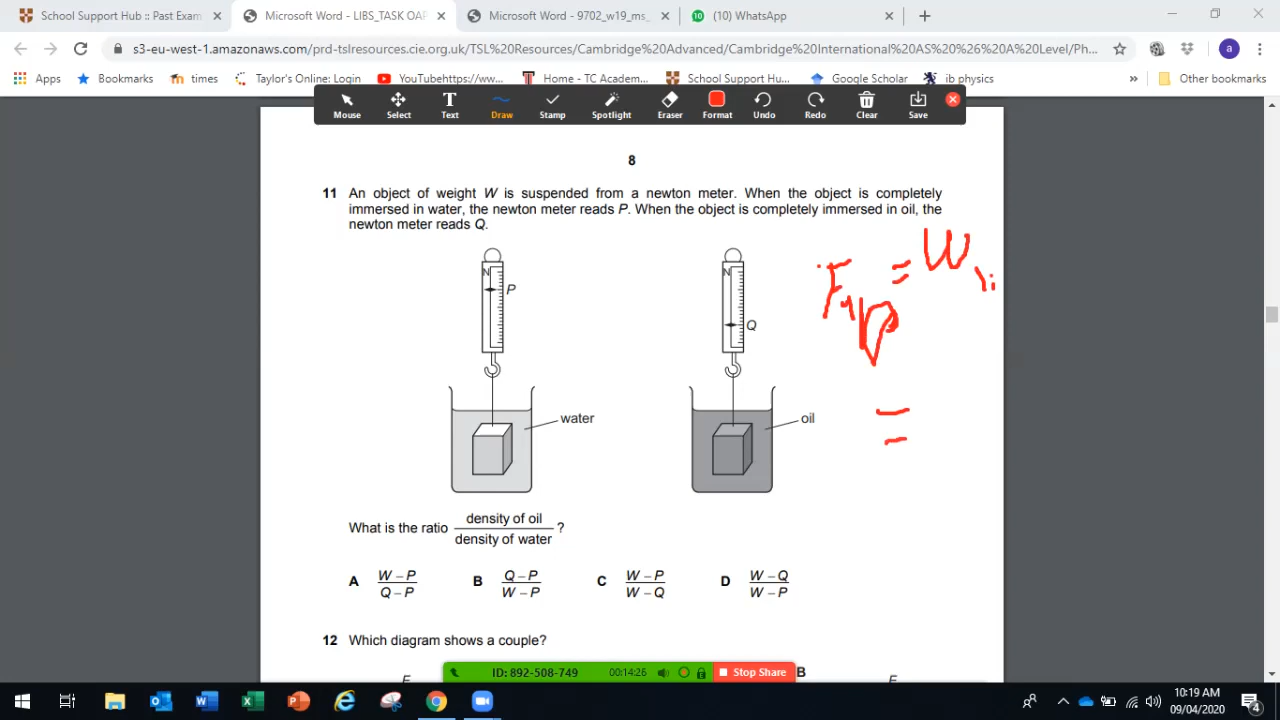 School Support Hub :: Past Exam
Microsoft Word - LIBS_TASK OAP
Microsoft Word - 9702_w19_ms_
(10) WhatsApp
s3-eu-west-1.amazonaws.com/prd-tslresources.cie.org.uk/TSL%20Resources/Cambridge%20Advanced/Cambridge%20International%20AS%20%26%20A%20Level/Ph...
a
Apps
Bookmarks
times
Taylor's Online: Login
YouTubehttps://ww...
Home - TC Academ...
School Support Hu...
Google Scholar
ib physics
»
Other bookmarks
Mouse
Select
Text
Draw
Stamp
Spotlight
Eraser
Format
Undo
Redo
Clear
Save
8
11 An object of weight W is suspended from a newton meter. When the object is completely
immersed in water, the newton meter reads P. When the object is completely immersed in oil, the
newton meter reads Q.
N
P
N
Q
water
oil
= W
=
What is the ratio density of oil
density of water ?
A W – P
Q – P
B Q – P
W – P
C W – P
W – Q
D W – Q
W – P
12 Which diagram shows a couple?
B
ID: 892-508-749
00:14:26
Stop Share
10:19 AM
09/04/2020
4